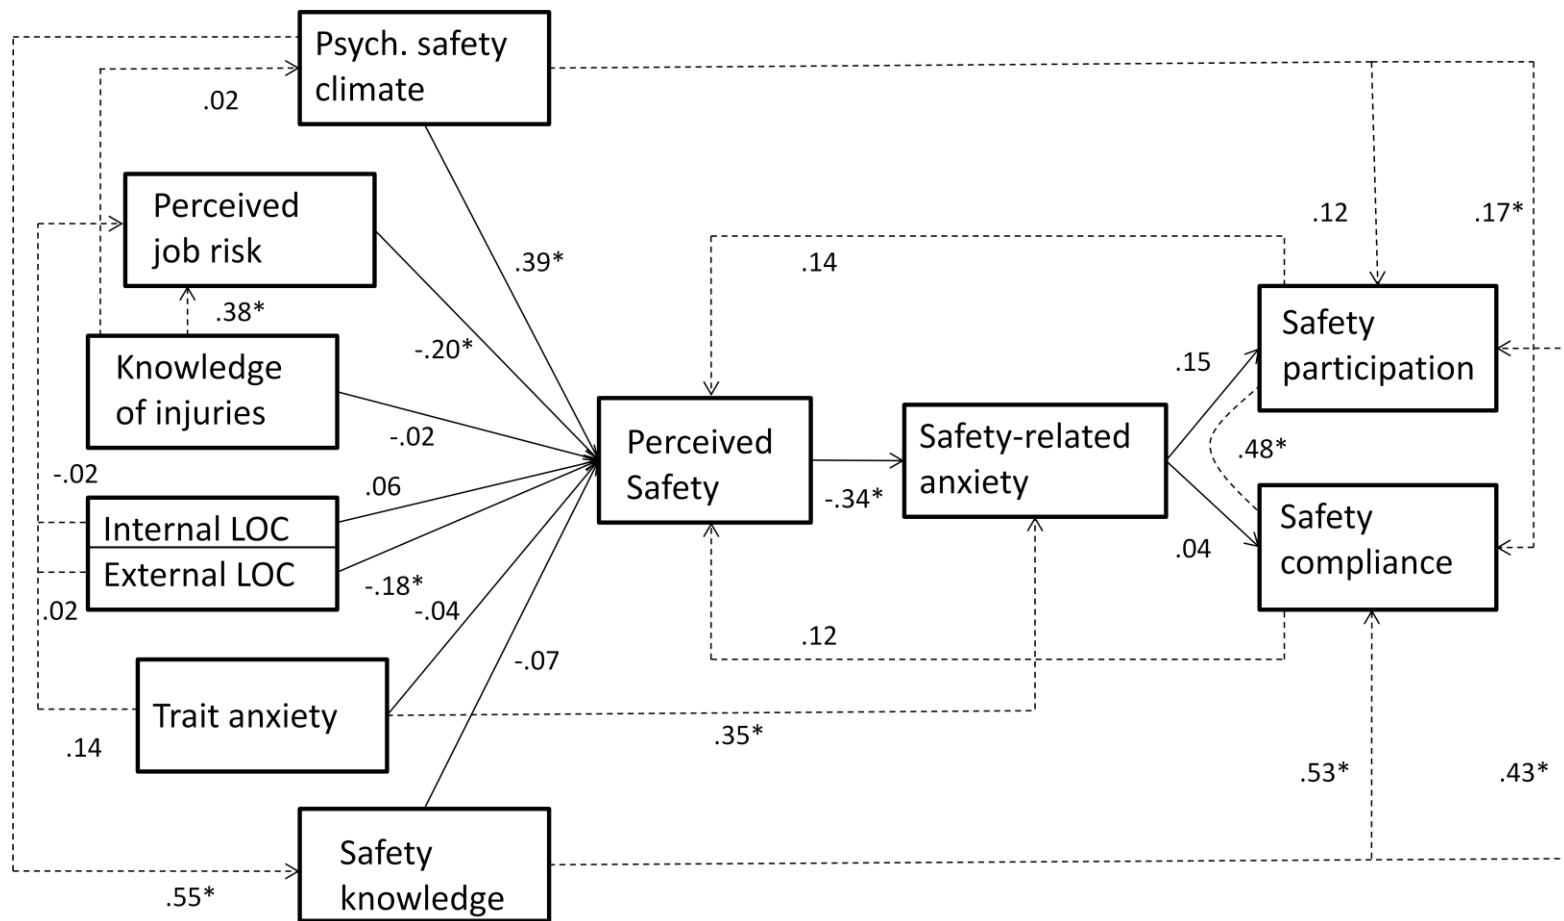 Psych. safety
climate
.02
Perceived
job risk
.12
.17*
.39*
.14
.38*
-.20*
Safety
participation
Knowledge
of injuries
.15
-.02
Perceived
Safety
Safety-related
anxiety
.48*
-.02
.06
-.34*
Internal LOC
External LOC
Safety
compliance
.04
-.18*
.02
-.04
.12
-.07
Trait anxiety
.14
.35*
.53*
.43*
Safety
knowledge
.55*